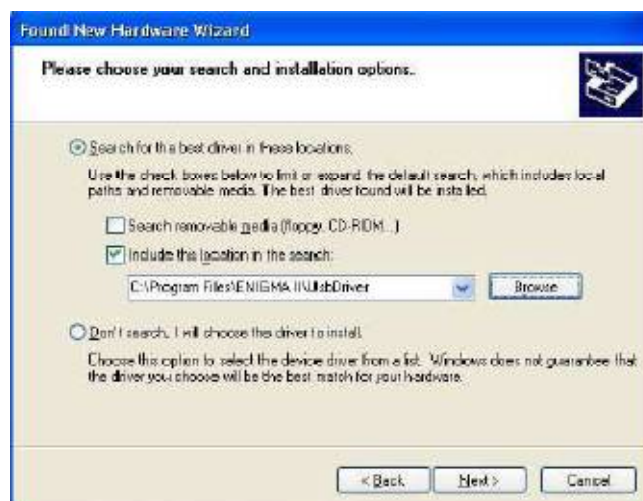 Found New Hardware Wizard
Please choose your search and installation options.
Search for the best driver in these locations.
Use the check boxes below to limit or expand the default search, which includes local
paths and removable media. The best driver found will be installed.
Search removable media (floppy, CD-ROM...)
Include this location in the search:
C:\Program Files\ENIGMA II\UsbDriver
Browse
Don't search. I will choose the driver to install.
Choose this option to select the device driver from a list. Windows does not guarantee that
the driver you choose will be the best match for your hardware.
< Back
Next >
Cancel